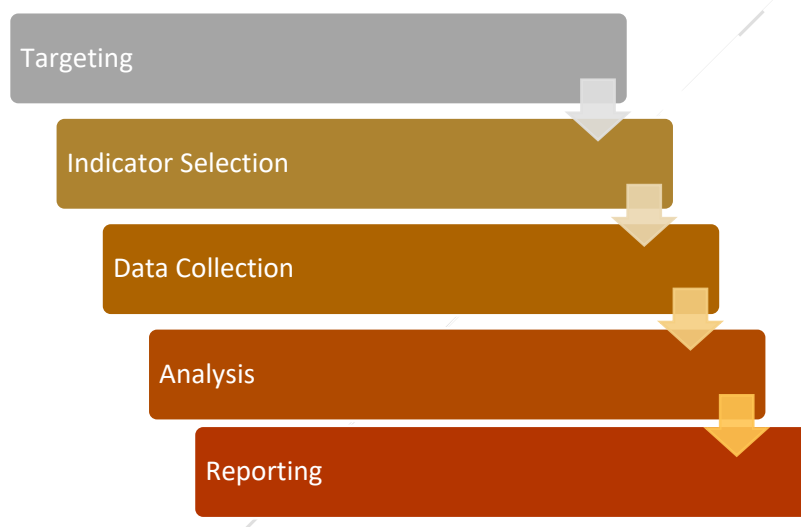 Targeting
Indicator Selection
Data Collection
Analysis
Reporting